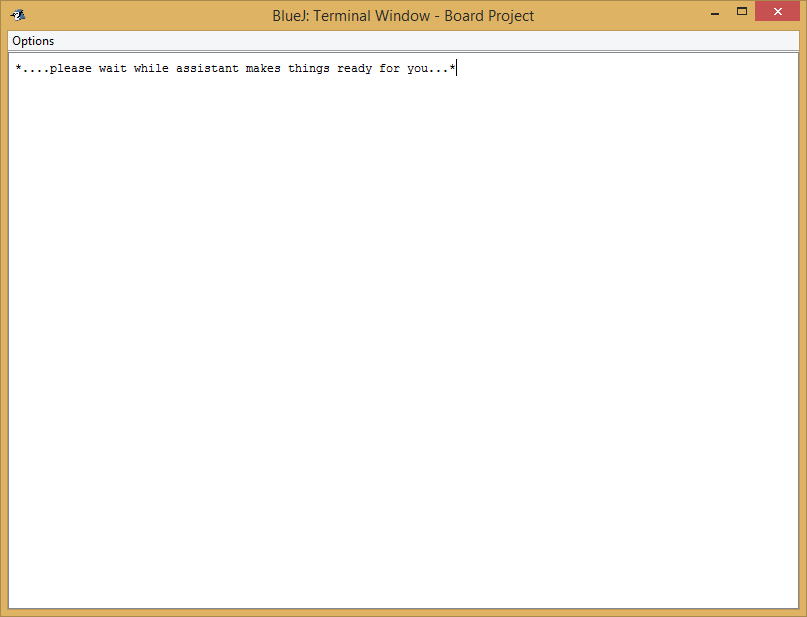 BlueJ: Terminal Window - Board Project
Options
*....please wait while assistant makes things ready for you...*